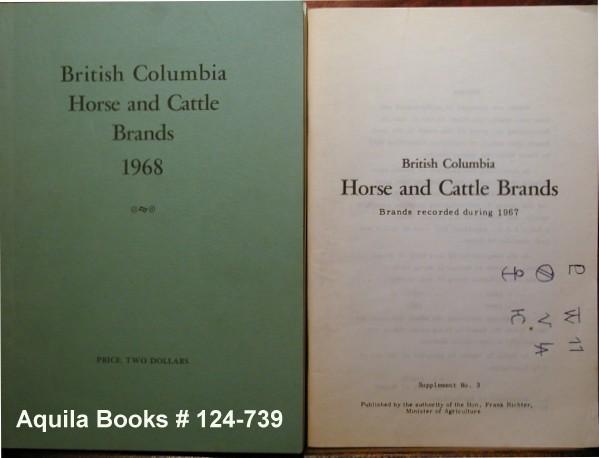 British Columbia
Horse and Cattle
Brands
1968
PRICE, TWO DOLLARS
British Columbia
Horse and Cattle Brands
Brands recorded during 1967
Supplement No. 3
Published by the authority of the Hon. Frank Richter,
Minister of Agriculture
Aquila Books # 124-739